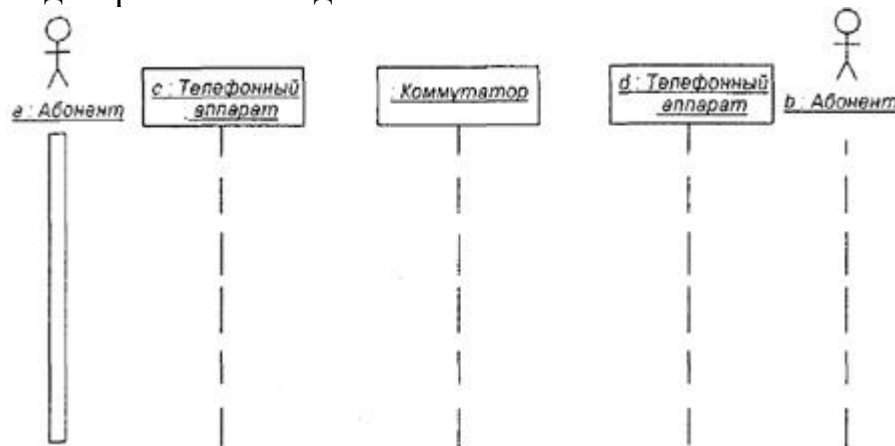 c : Телефонный
аппарат
: Коммутатор
d : Телефонный
аппарат
a : Абонент
b : Абонент